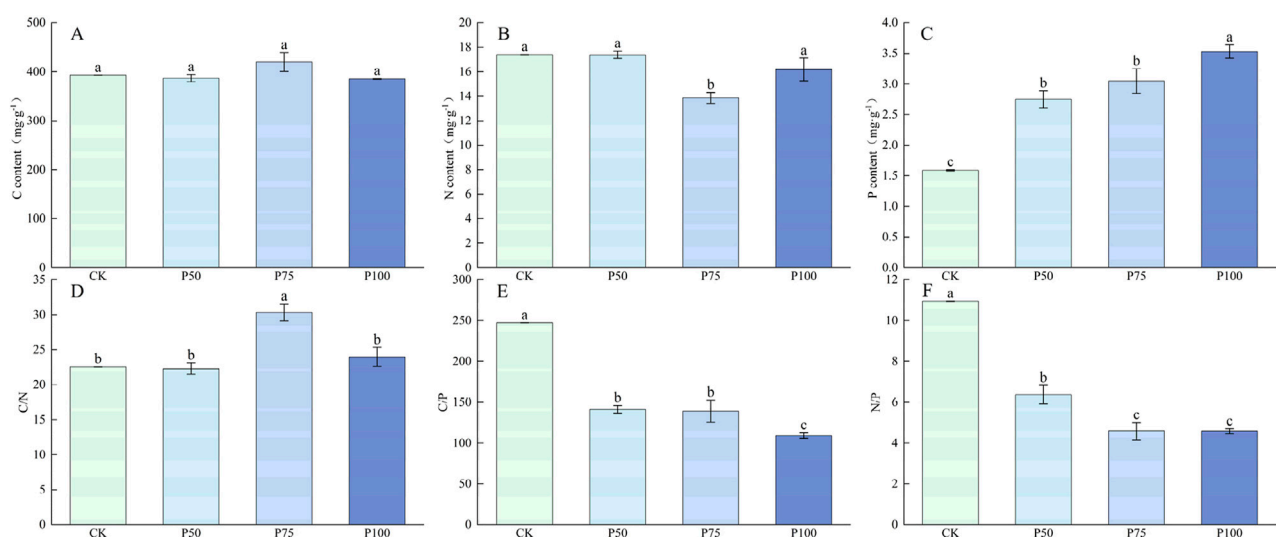 A
C content（mg·g⁻¹）
500
400
300
200
100
0
a
a
a
a
CK
P50
P75
P100
B
N content（mg·g⁻¹）
20
18
16
14
12
10
8
6
4
2
0
a
a
b
a
CK
P50
P75
P100
C
P content（mg·g⁻¹）
4.0
3.5
3.0
2.5
2.0
1.5
1.0
0.5
0.0
c
b
b
a
CK
P50
P75
P100
D
C/N
35
30
25
20
15
10
5
0
b
b
a
b
CK
P50
P75
P100
E
C/P
300
250
200
150
100
50
0
a
b
b
c
CK
P50
P75
P100
F
N/P
12
10
8
6
4
2
0
a
b
c
c
CK
P50
P75
P100